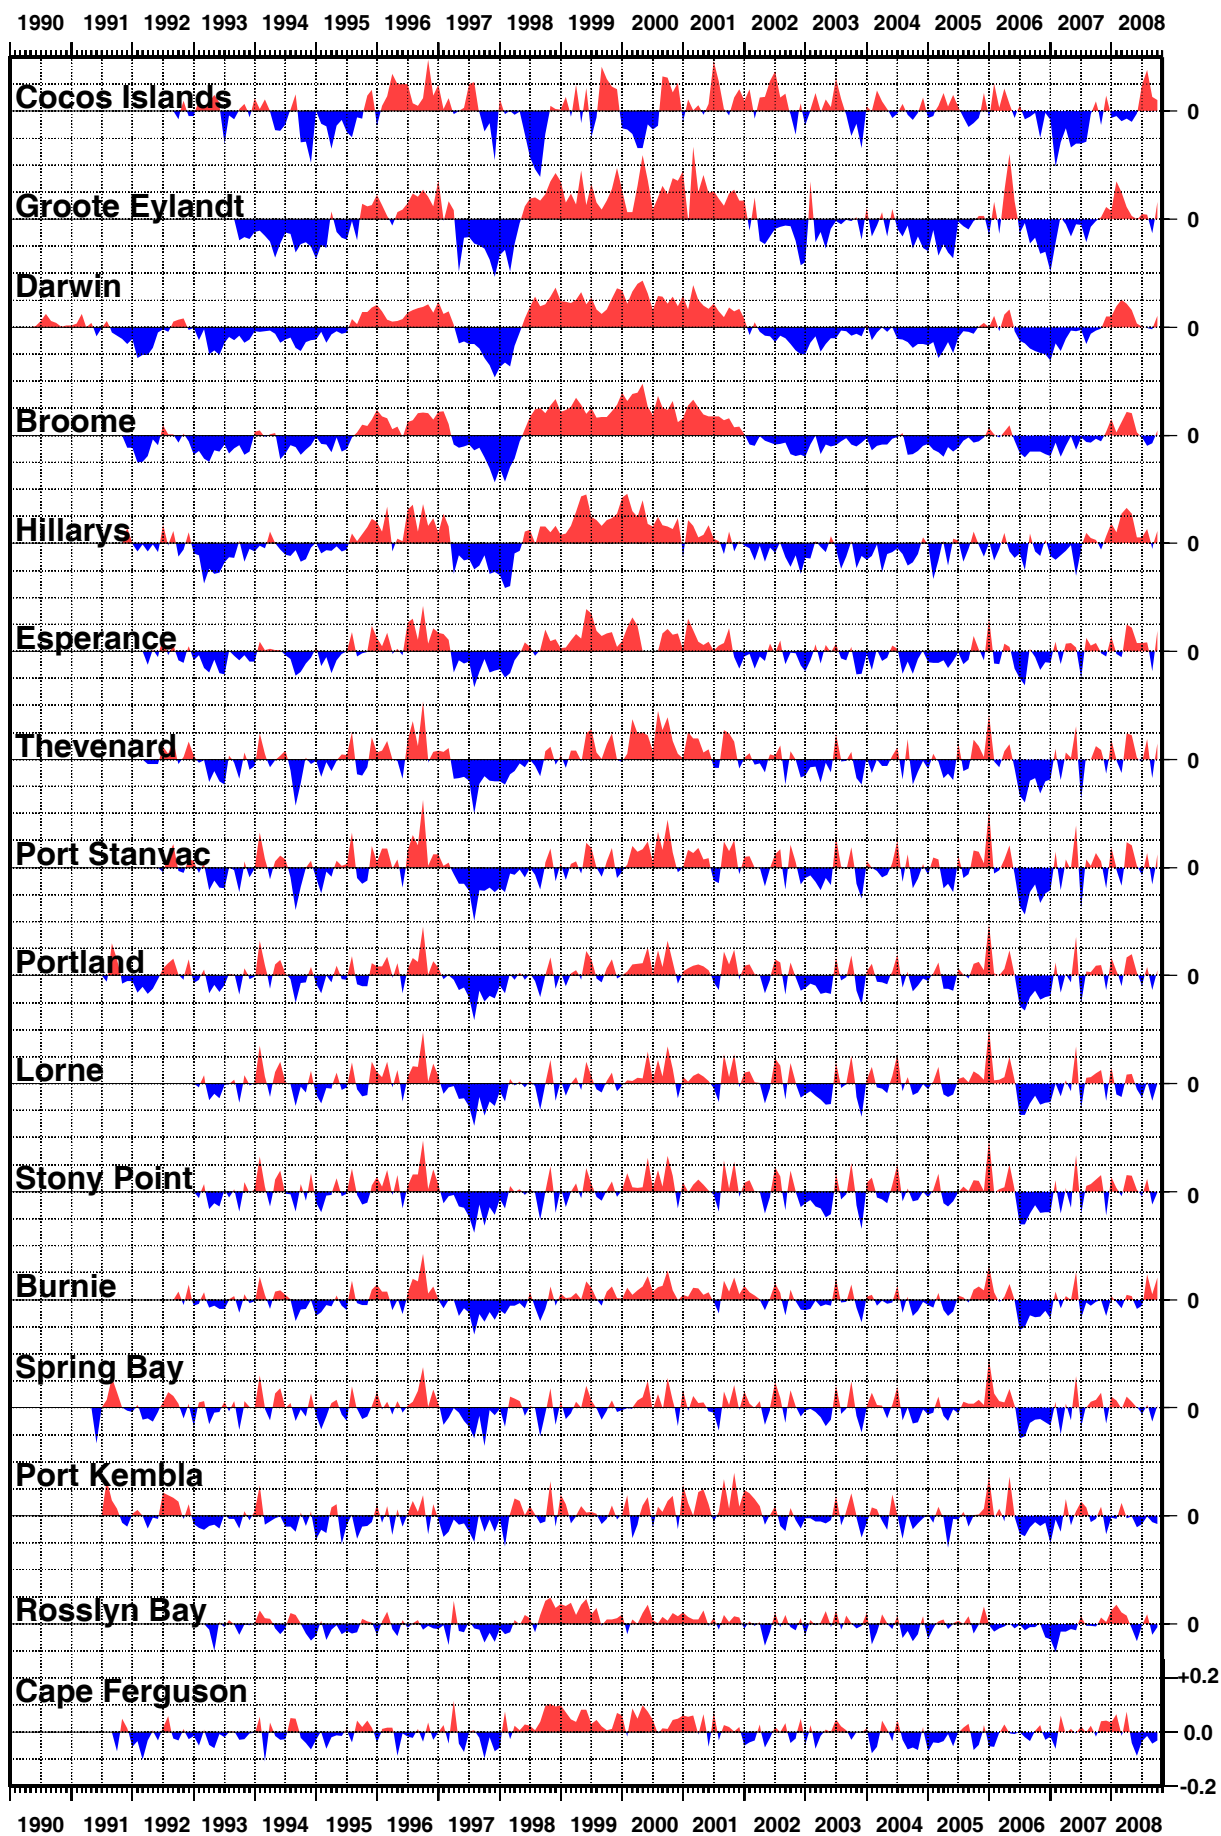 1990 1991 1992 1993 1994 1995 1996 1997 1998 1999 2000 2001 2002 2003 2004 2005 2006 2007 2008
Cocos Islands 0
Groote Eylandt 0
Darwin 0
Broome 0
Hillarys 0
Esperance 0
Thevenard 0
Port Stanvac 0
Portland 0
Lorne 0
Stony Point 0
Burnie 0
Spring Bay 0
Port Kembla 0
Rosslyn Bay 0
+0.2
Cape Ferguson
0.0
-0.2
1990 1991 1992 1993 1994 1995 1996 1997 1998 1999 2000 2001 2002 2003 2004 2005 2006 2007 2008